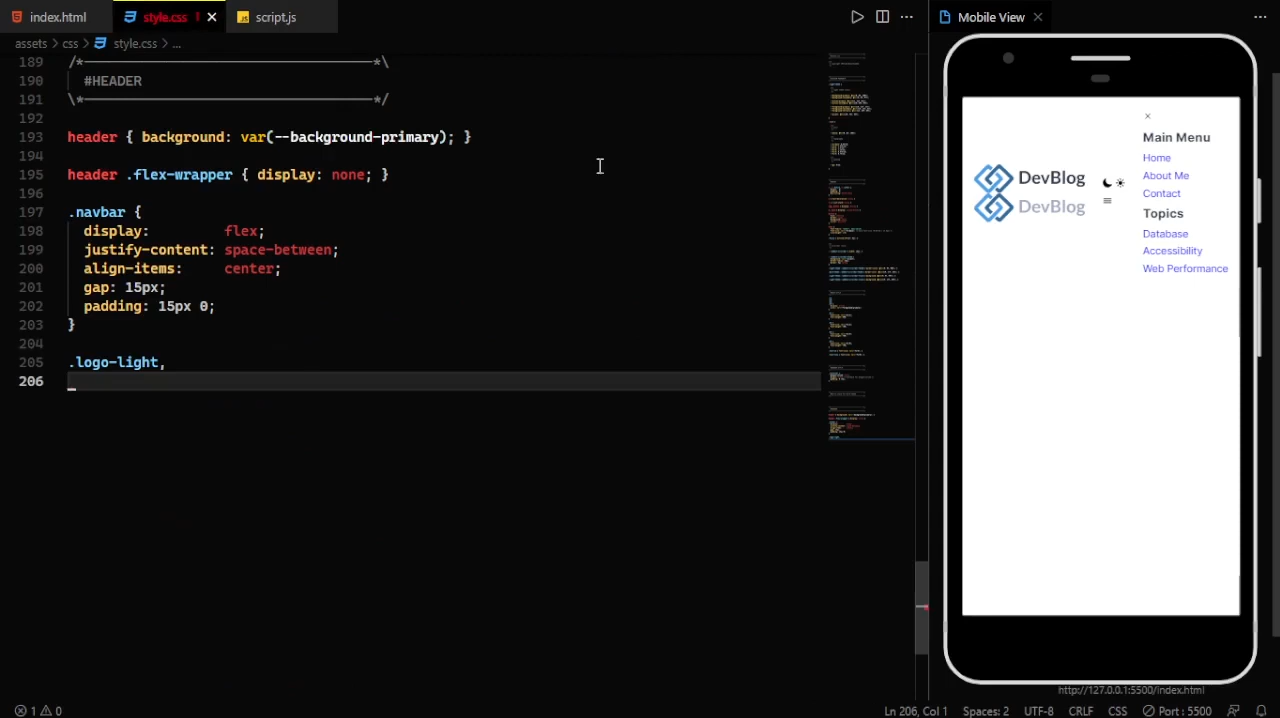 index.html
style.css 1
script.js
Mobile View
assets > css > style.css > ...
189 /*-----------------------------------*\
190 #HEADER
191 \*-----------------------------------*/
192
193 header { background: var(--background-primary); }
194
195 header .flex-wrapper { display: none; }
196
197 .navbar {
198 display: flex;
199 justify-content: space-between;
200 align-items: center;
201 gap: 15px;
202 padding: 15px 0;
203 }
204
205 .logo-light,
206
DevBlog
DevBlog
Main Menu
Home
About Me
Contact
Topics
Database
Accessibility
Web Performance
http://127.0.0.1:5500/index.html
1 0
Ln 206, Col 1 Spaces: 2 UTF-8 CRLF CSS Port : 5500